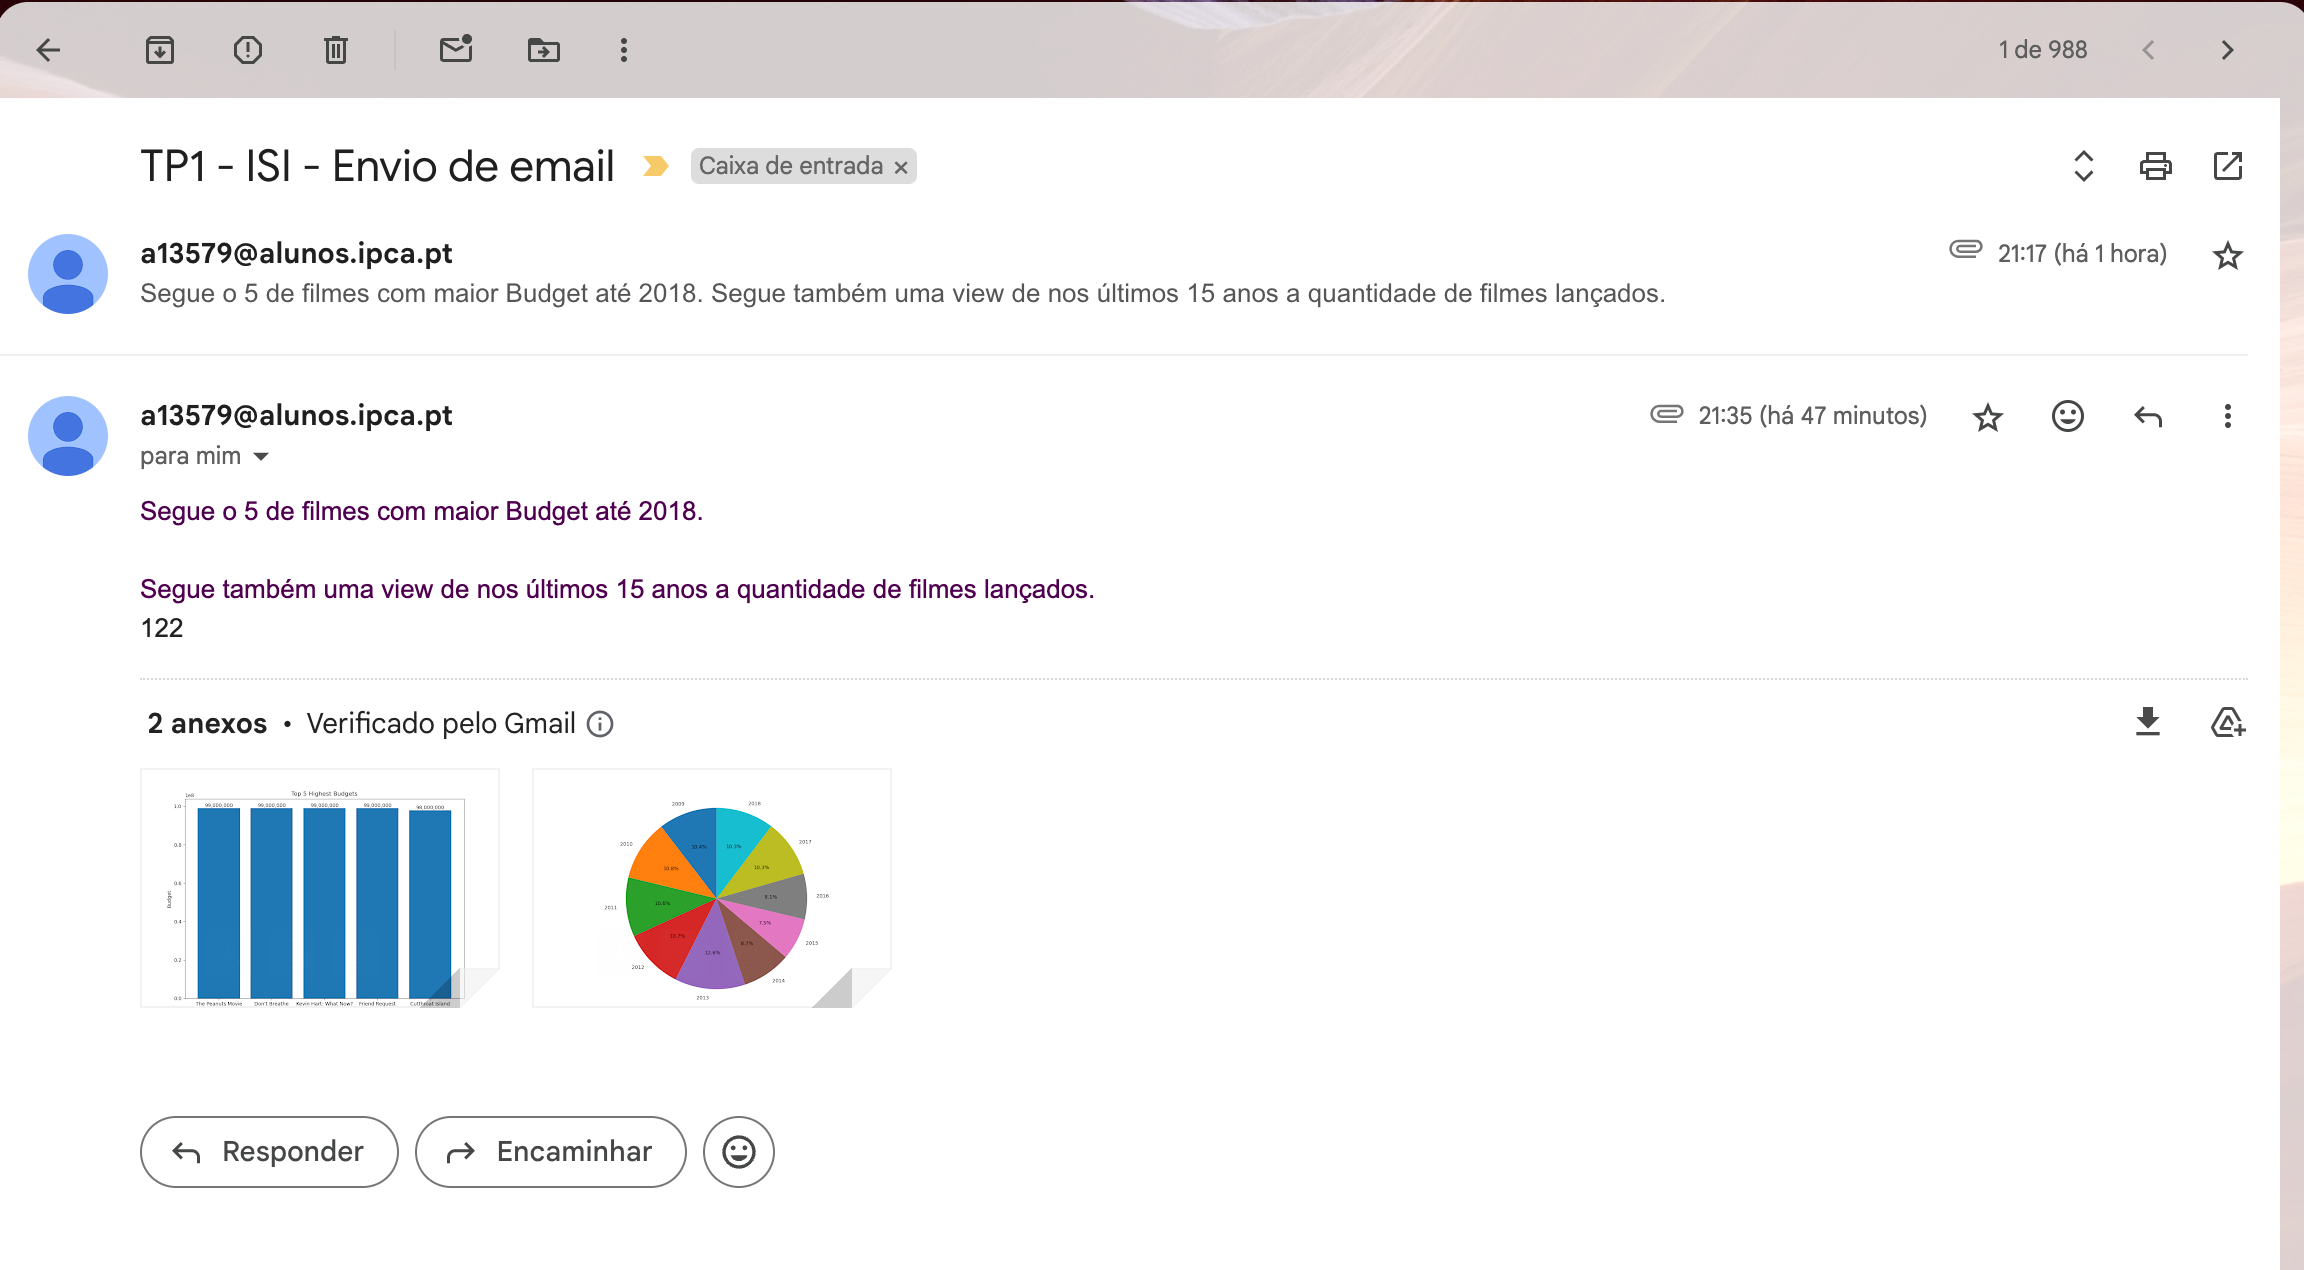 1 de 988
TP1 - ISI - Envio de email
Caixa de entrada
a13579@alunos.ipca.pt
21:17 (há 1 hora)
Segue o 5 de filmes com maior Budget até 2018. Segue também uma view de nos últimos 15 anos a quantidade de filmes lançados.
a13579@alunos.ipca.pt
21:35 (há 47 minutos)
para mim
Segue o 5 de filmes com maior Budget até 2018.
Segue também uma view de nos últimos 15 anos a quantidade de filmes lançados.
122
2 anexos • Verificado pelo Gmail
Top 5 Highest Budgets
1e8
99,000,000 99,000,000 99,000,000 99,000,000 98,000,000
1.0
0.8
0.6
0.4
0.2
0.0
Budget
The Peanuts Movie Don't Breathe Kevin Hart: What Now? Friend Request Cutthroat Island
2009 2018
2010 2017
10.4% 10.3%
10.8% 10.3%
2011 2016
10.6% 8.1%
7.5%
2012 2015
10.7% 8.7%
12.6%
2014
2013
Responder
Encaminhar